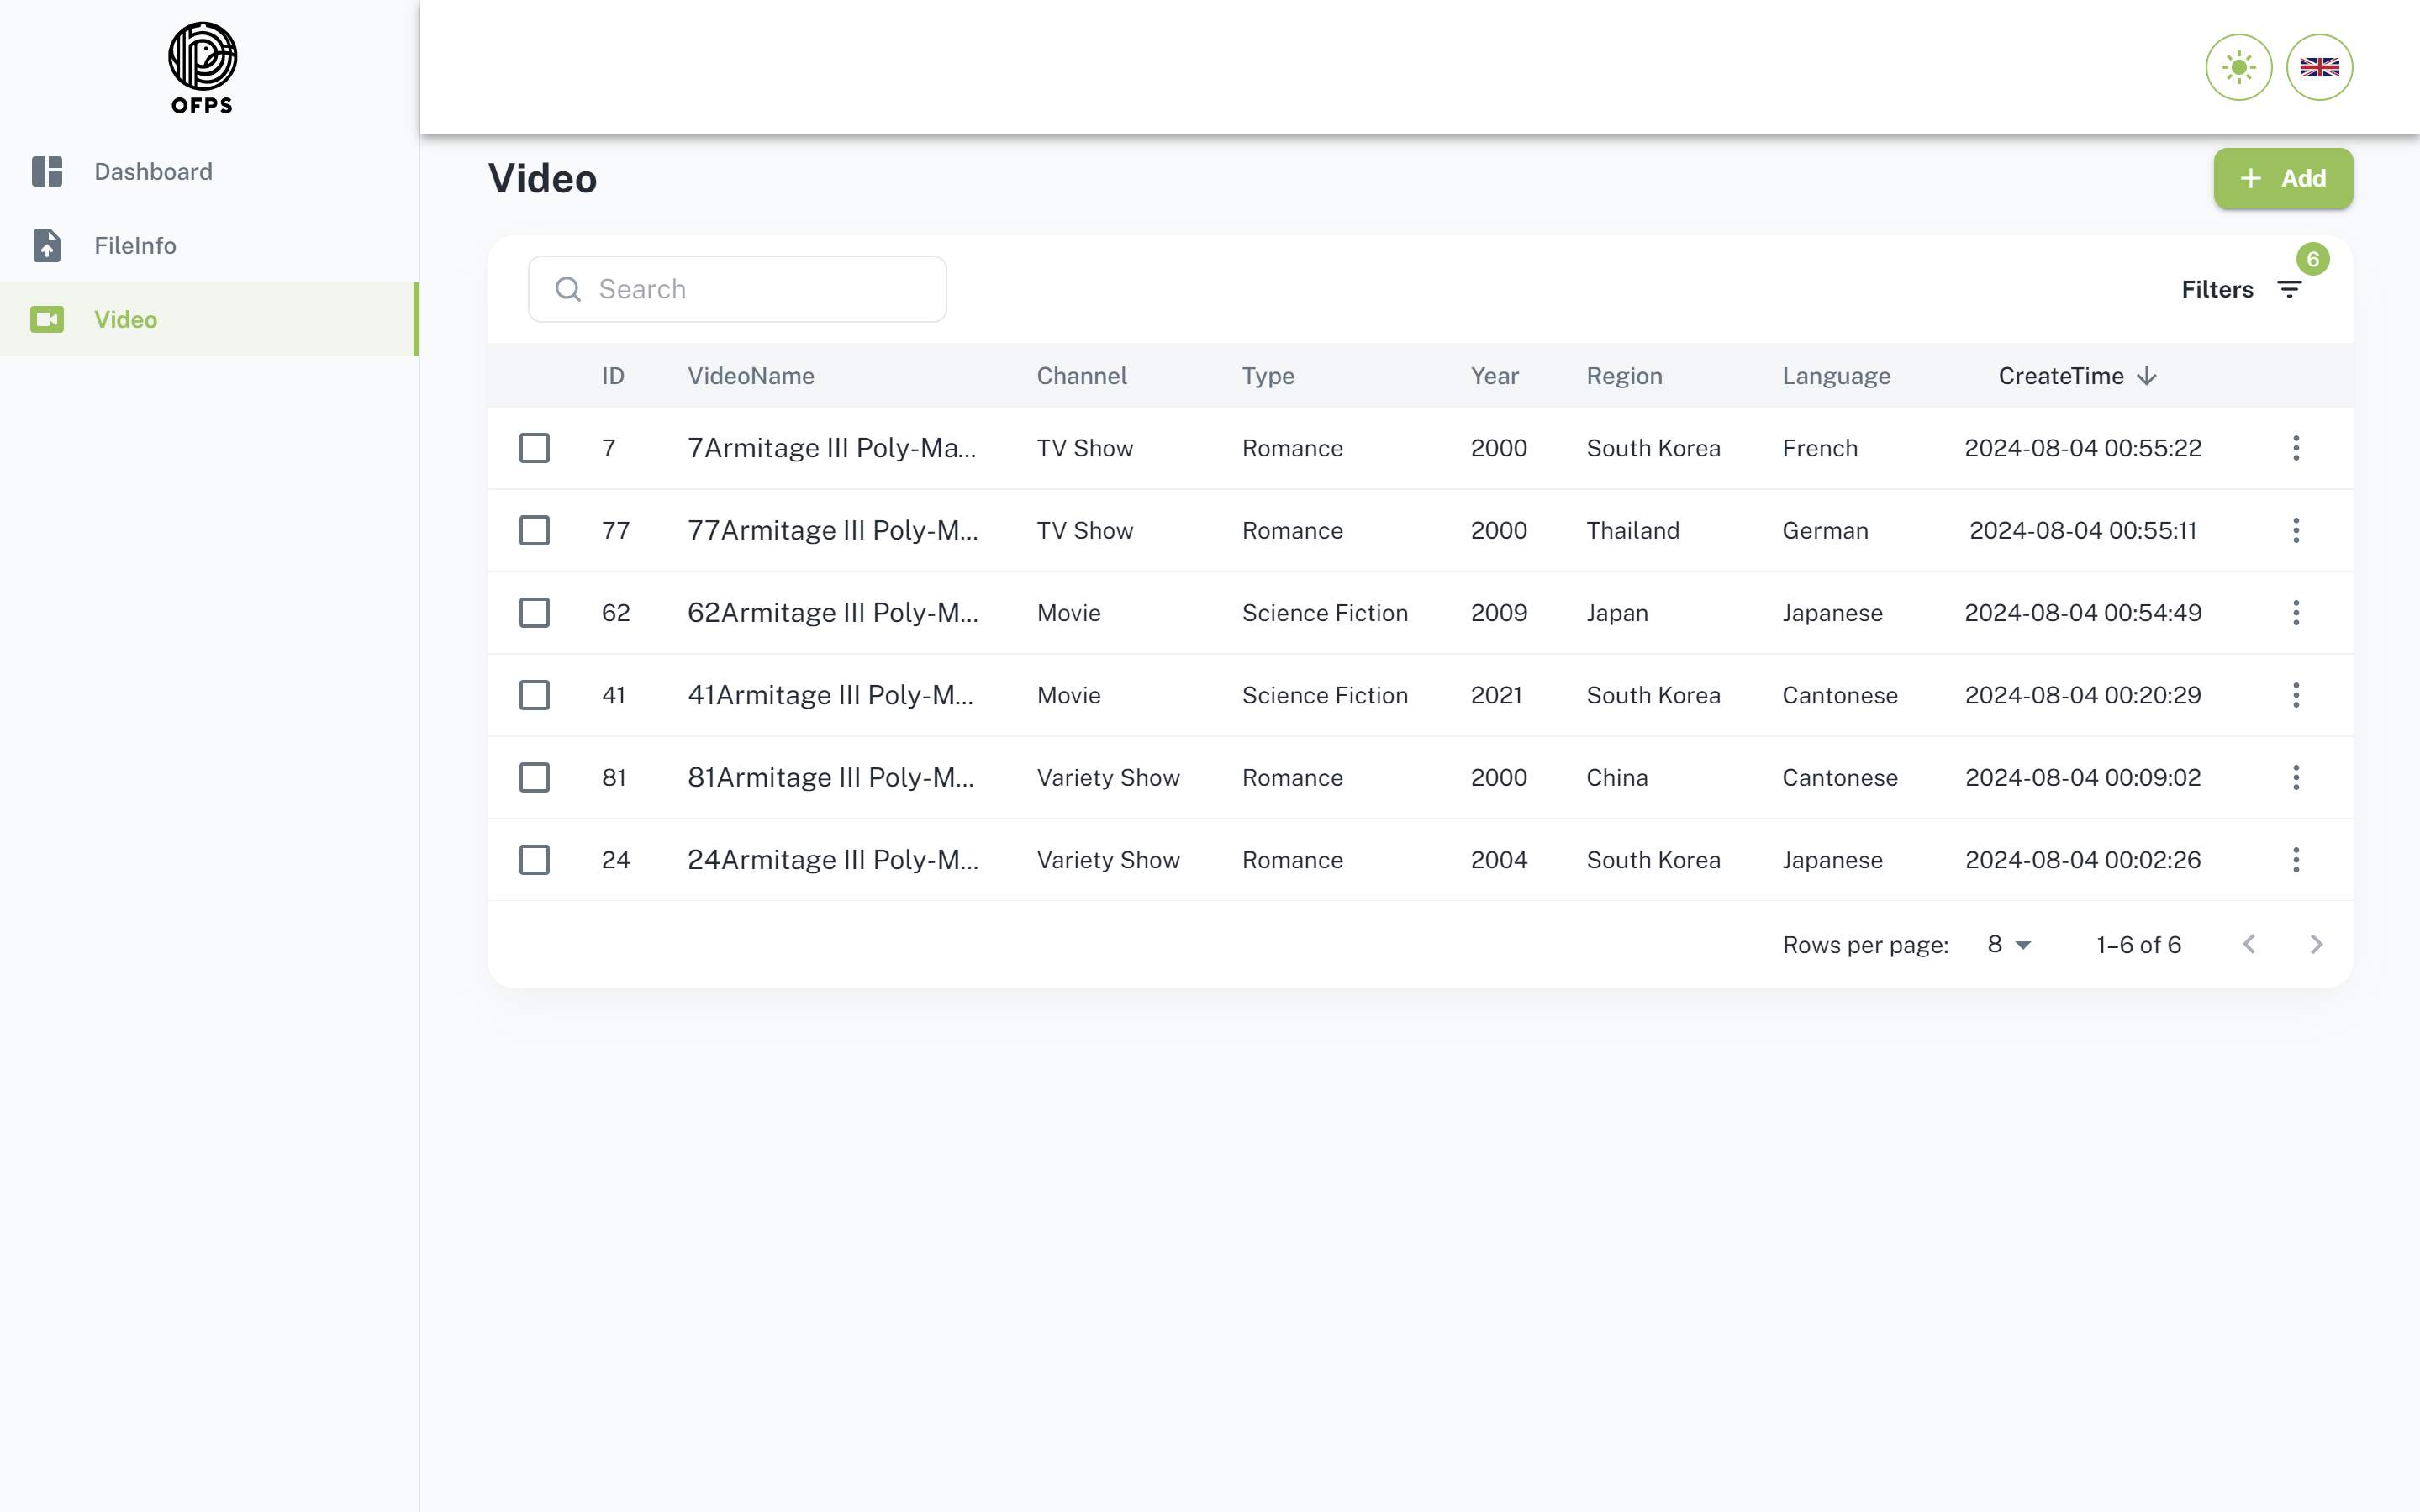 OFPS
Dashboard
FileInfo
Video
Video
Add
Search
Filters
6
ID VideoName Channel Type Year Region Language CreateTime
7 7Armitage III Poly-Ma... TV Show Romance 2000 South Korea French 2024-08-04 00:55:22
77 77Armitage III Poly-M... TV Show Romance 2000 Thailand German 2024-08-04 00:55:11
62 62Armitage III Poly-M... Movie Science Fiction 2009 Japan Japanese 2024-08-04 00:54:49
41 41Armitage III Poly-M... Movie Science Fiction 2021 South Korea Cantonese 2024-08-04 00:20:29
81 81Armitage III Poly-M... Variety Show Romance 2000 China Cantonese 2024-08-04 00:09:02
24 24Armitage III Poly-M... Variety Show Romance 2004 South Korea Japanese 2024-08-04 00:02:26
Rows per page: 8 1–6 of 6